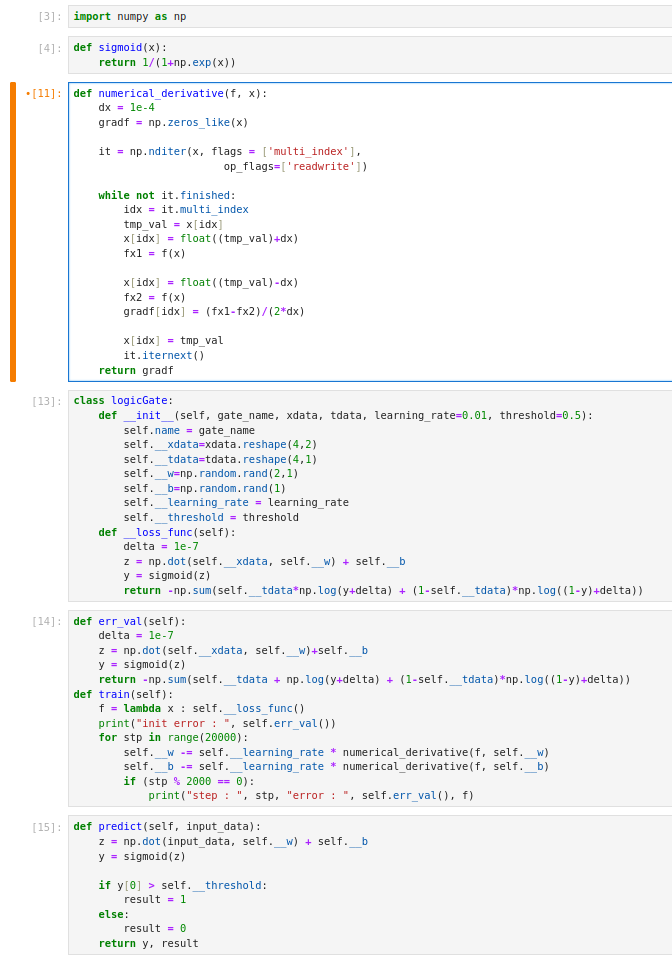 [3]: import numpy as np
[4]: def sigmoid(x):
    return 1/(1+np.exp(x))
•[11]: def numerical_derivative(f, x):
    dx = 1e-4
    gradf = np.zeros_like(x)
    it = np.nditer(x, flags = ['multi_index'],
                        op_flags=['readwrite'])
    while not it.finished:
        idx = it.multi_index
        tmp_val = x[idx]
        x[idx] = float((tmp_val)+dx)
        fx1 = f(x)
        x[idx] = float((tmp_val)-dx)
        fx2 = f(x)
        gradf[idx] = (fx1-fx2)/(2*dx)
        x[idx] = tmp_val
        it.iternext()
    return gradf
[13]: class logicGate:
    def __init__(self, gate_name, xdata, tdata, learning_rate=0.01, threshold=0.5):
        self.name = gate_name
        self.__xdata=xdata.reshape(4,2)
        self.__tdata=tdata.reshape(4,1)
        self.__w=np.random.rand(2,1)
        self.__b=np.random.rand(1)
        self.__learning_rate = learning_rate
        self.__threshold = threshold
    def __loss_func(self):
        delta = 1e-7
        z = np.dot(self.__xdata, self.__w) + self.__b
        y = sigmoid(z)
        return -np.sum(self.__tdata*np.log(y+delta) + (1-self.__tdata)*np.log((1-y)+delta))
[14]: def err_val(self):
    delta = 1e-7
    z = np.dot(self.__xdata, self.__w)+self.__b
    y = sigmoid(z)
    return -np.sum(self.__tdata + np.log(y+delta) + (1-self.__tdata)*np.log((1-y)+delta))
def train(self):
    f = lambda x : self.__loss_func()
    print("init error : ", self.err_val())
    for stp in range(20000):
        self.__w -= self.__learning_rate * numerical_derivative(f, self.__w)
        self.__b -= self.__learning_rate * numerical_derivative(f, self.__b)
        if (stp % 2000 == 0):
            print("step : ", stp, "error : ", self.err_val(), f)
[15]: def predict(self, input_data):
    z = np.dot(input_data, self.__w) + self.__b
    y = sigmoid(z)
    if y[0] > self.__threshold:
        result = 1
    else:
        result = 0
    return y, result